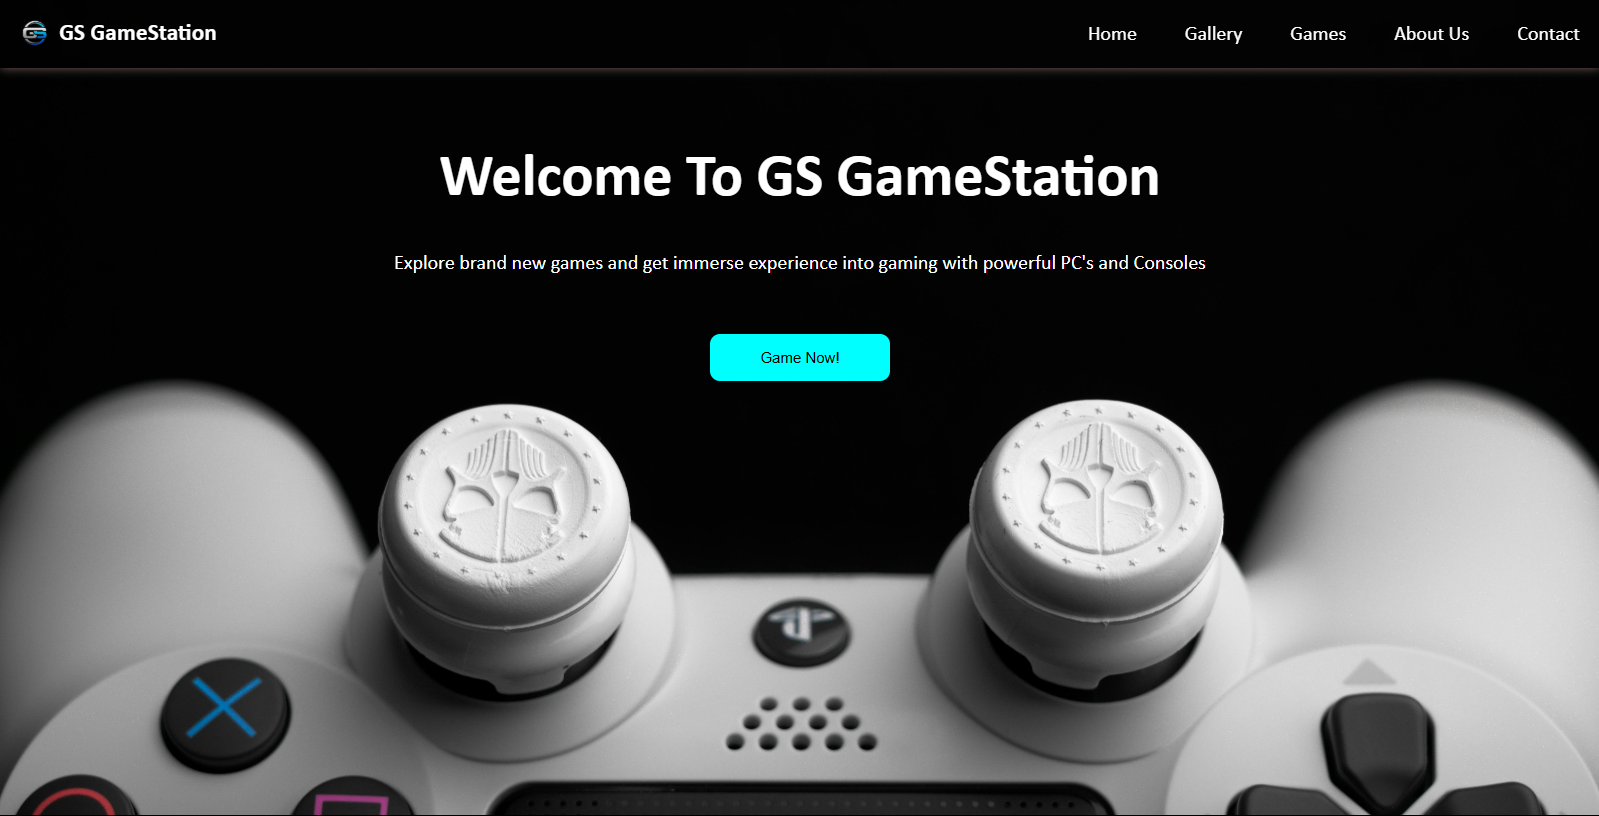 GS GS GameStation
Home Gallery Games About Us Contact
Welcome To GS GameStation
Explore brand new games and get immerse experience into gaming with powerful PC's and Consoles
Game Now!